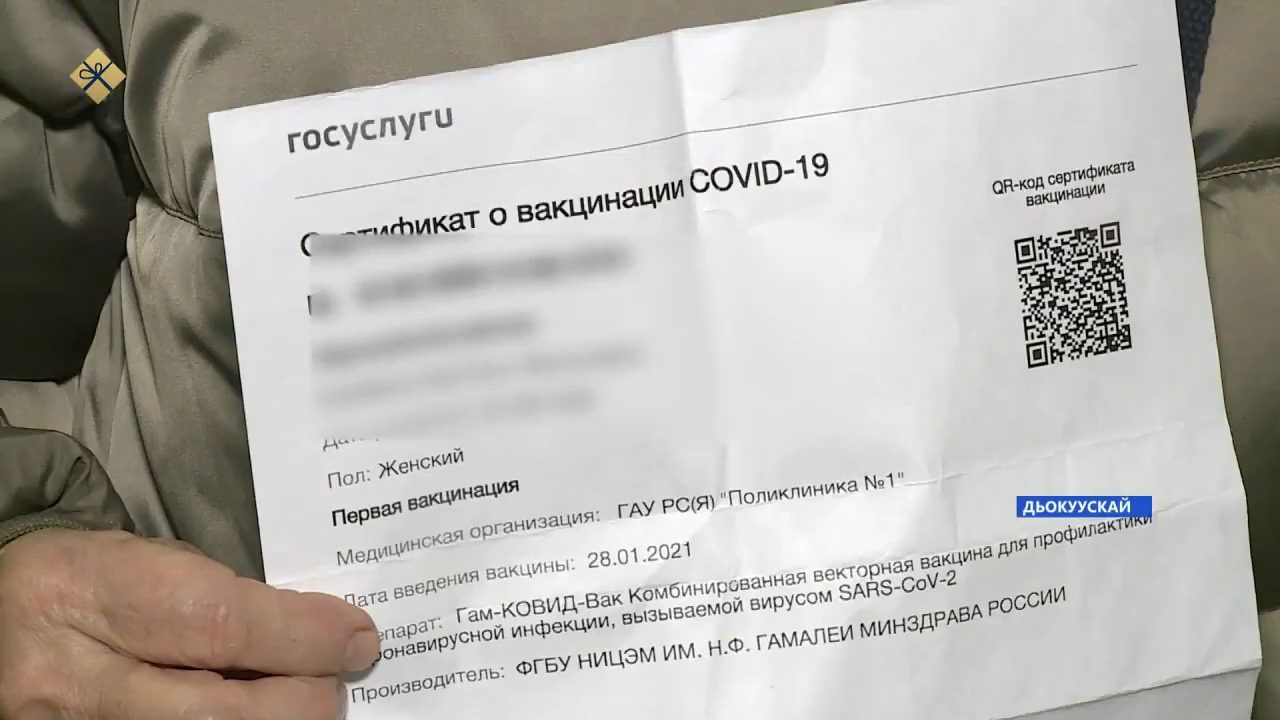 госуслуги
Сертификат о вакцинации COVID-19
QR-код сертификата
вакцинации
Пол: Женский
Первая вакцинация
Медицинская организация: ГАУ РС(Я) "Поликлиника №1"
ДЬОКУУСКАЙ
Дата введения вакцины: 28.01.2021
епарат: Гам-КОВИД-Вак Комбинированная векторная вакцина для профилактики
ронавирусной инфекции, вызываемой вирусом SARS-CoV-2
Производитель: ФГБУ НИЦЭМ ИМ. Н.Ф. ГАМАЛЕИ МИНЗДРАВА РОССИИ